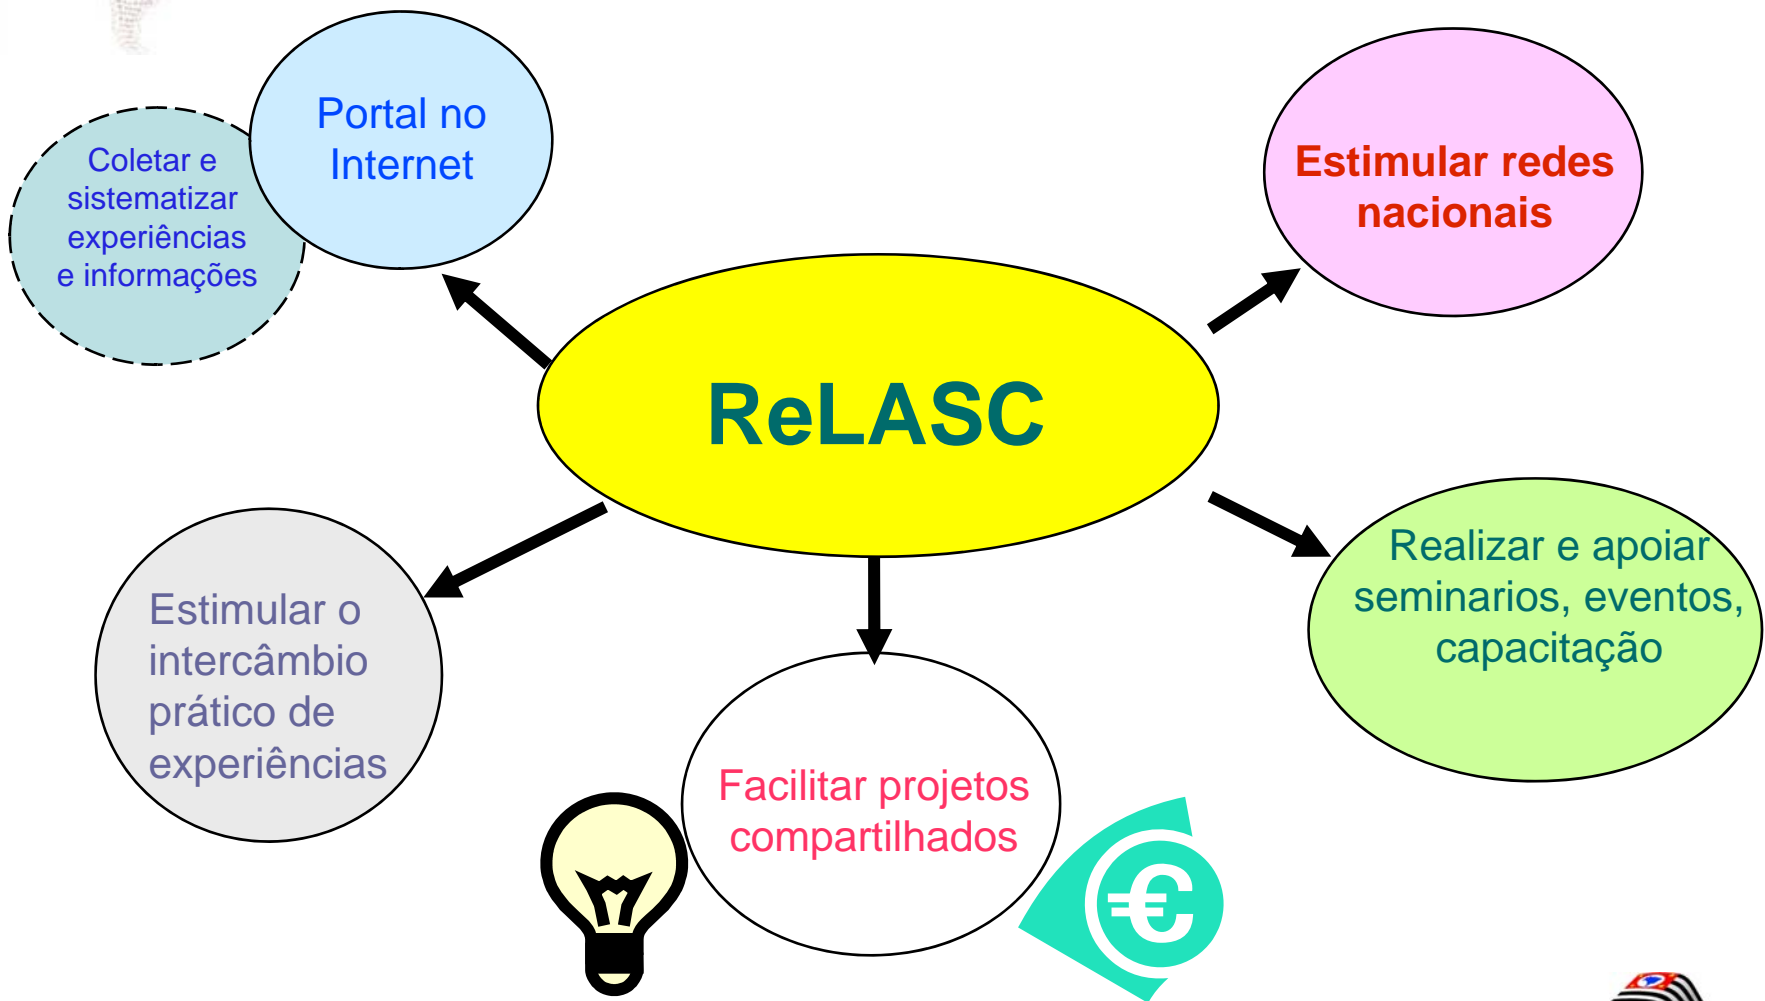 Portal no
Internet
Coletar e
sistematizar
experiências
e informações
Estimular redes
nacionais
ReLASC
Realizar e apoiar
seminarios, eventos,
capacitação
Estimular o
intercâmbio
prático de
experiências
Facilitar projetos
compartilhados
€